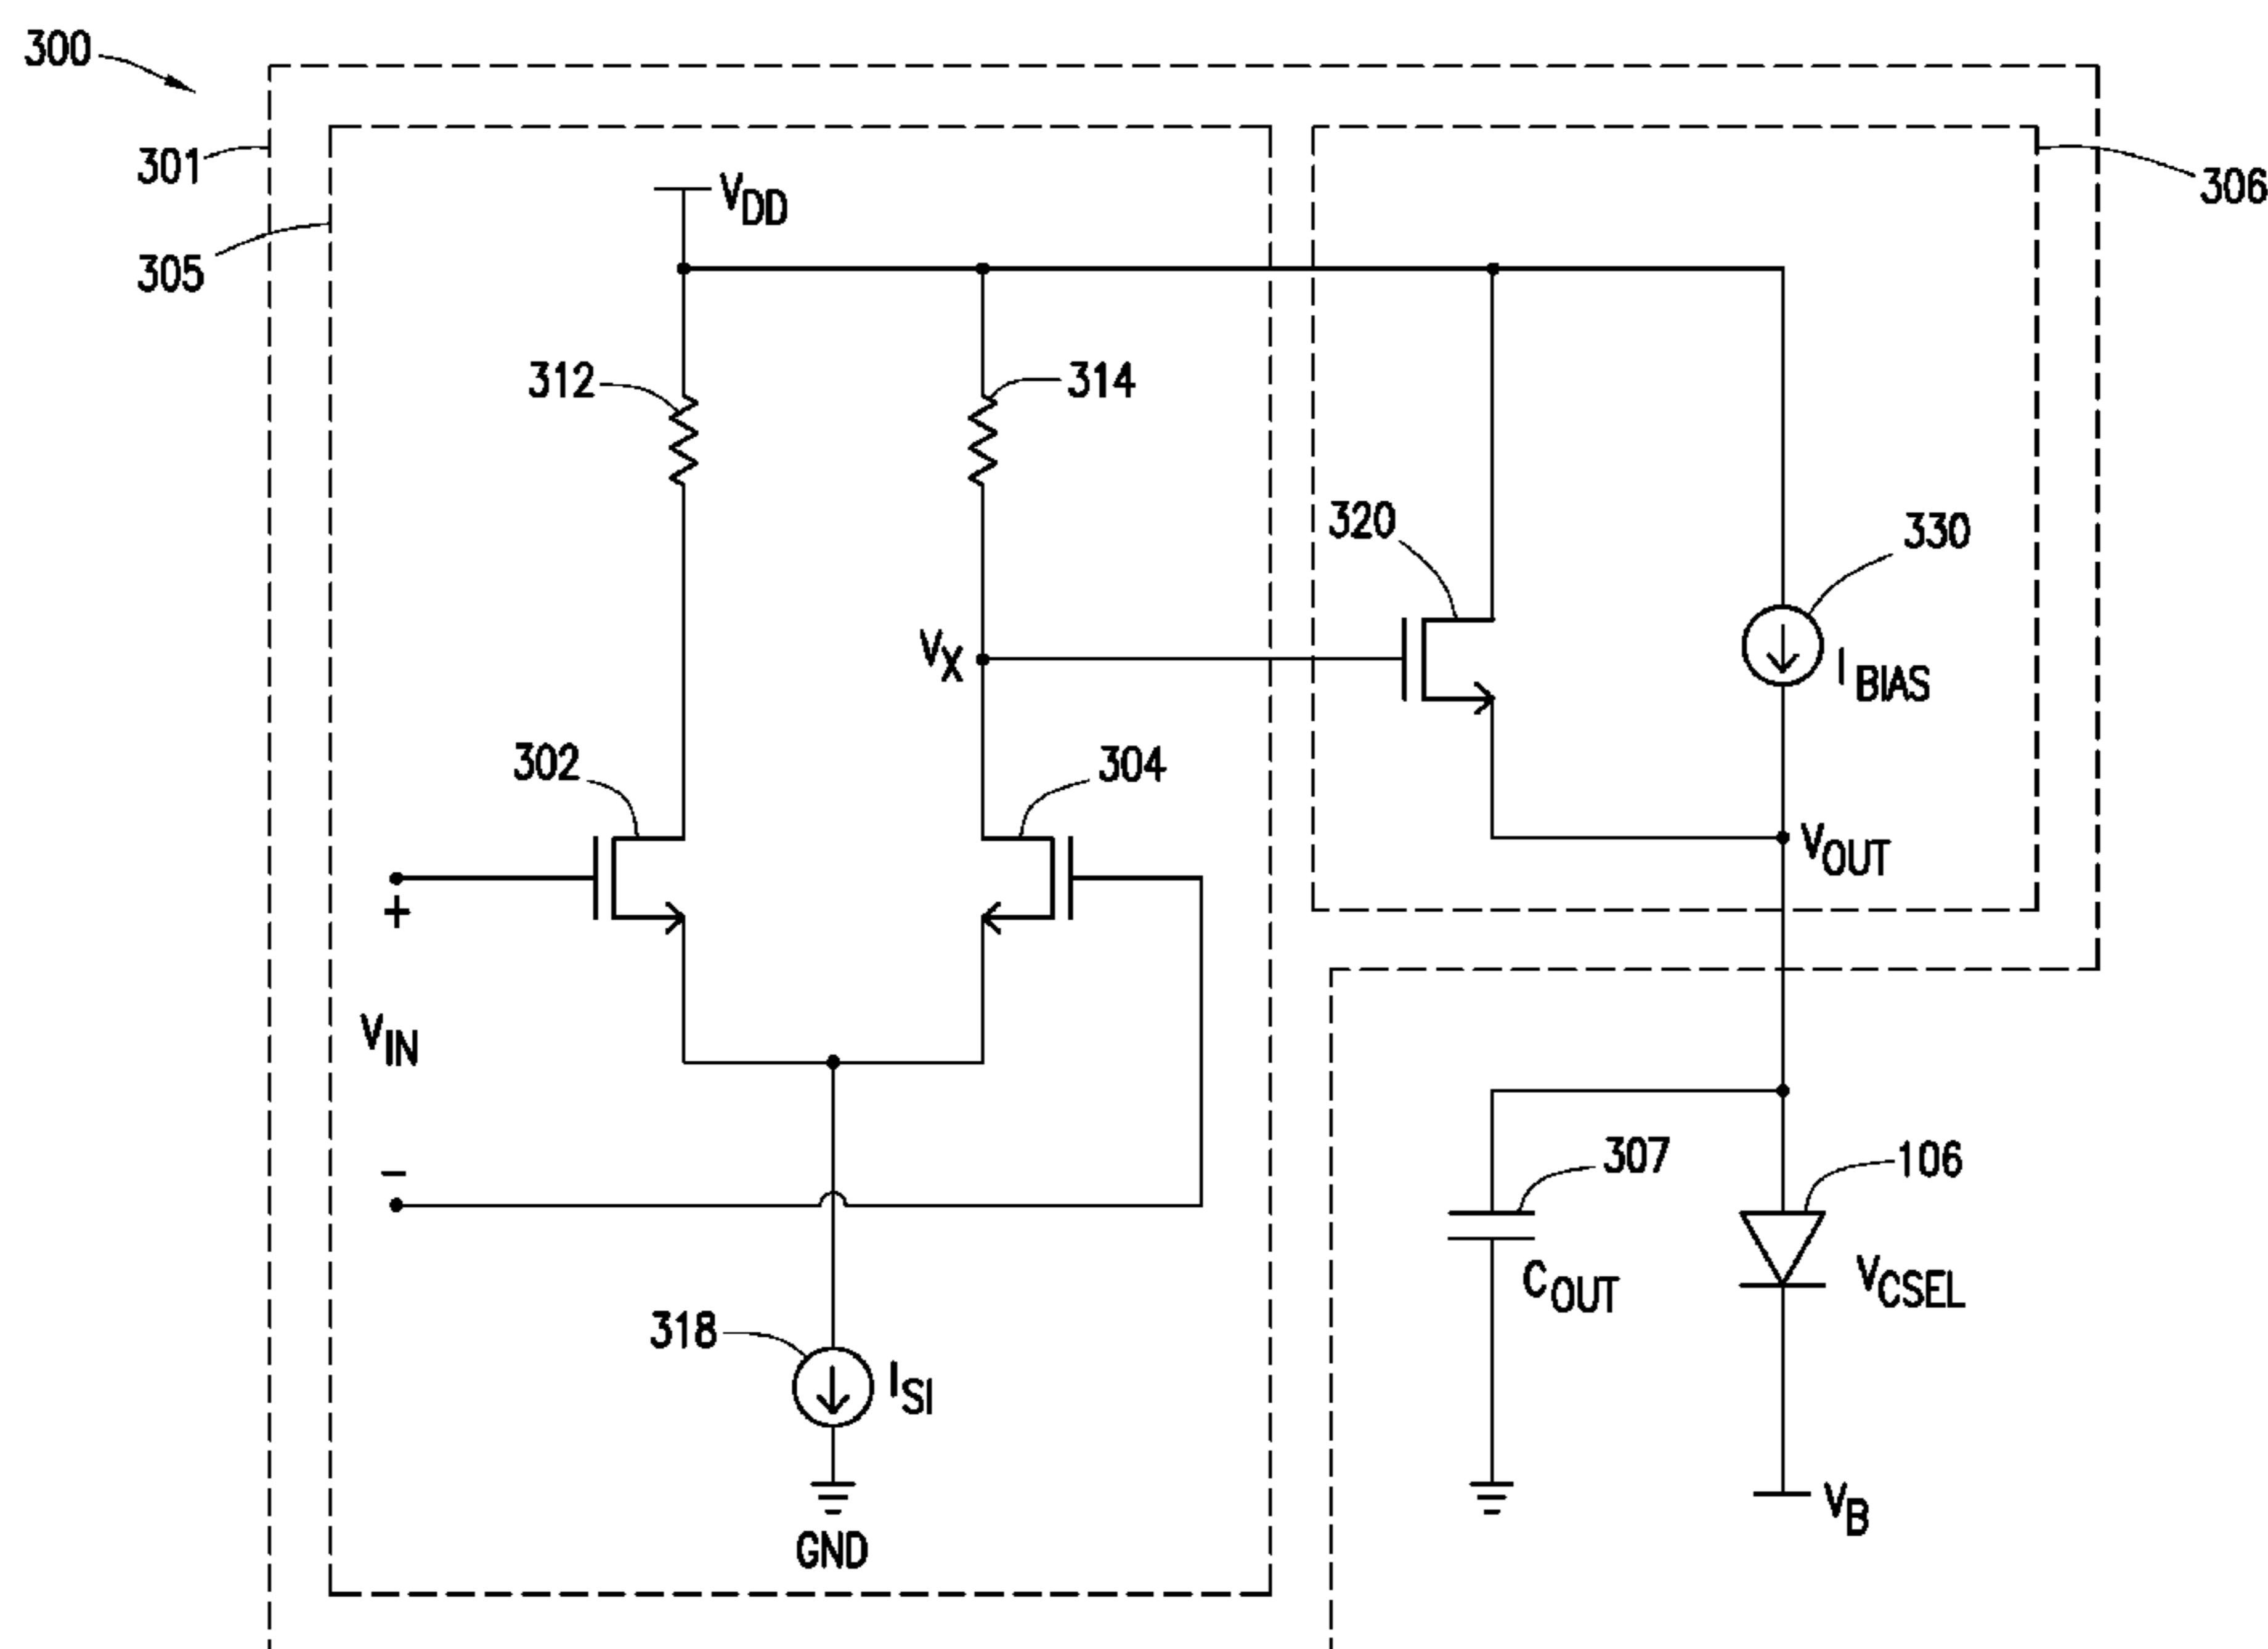 300
301
305
306
VDD
312
314
320
330
VX
IBIAS
302
304
VOUT
+
VIN
−
307
106
COUT
VCSEL
318
ISI
VB
GND